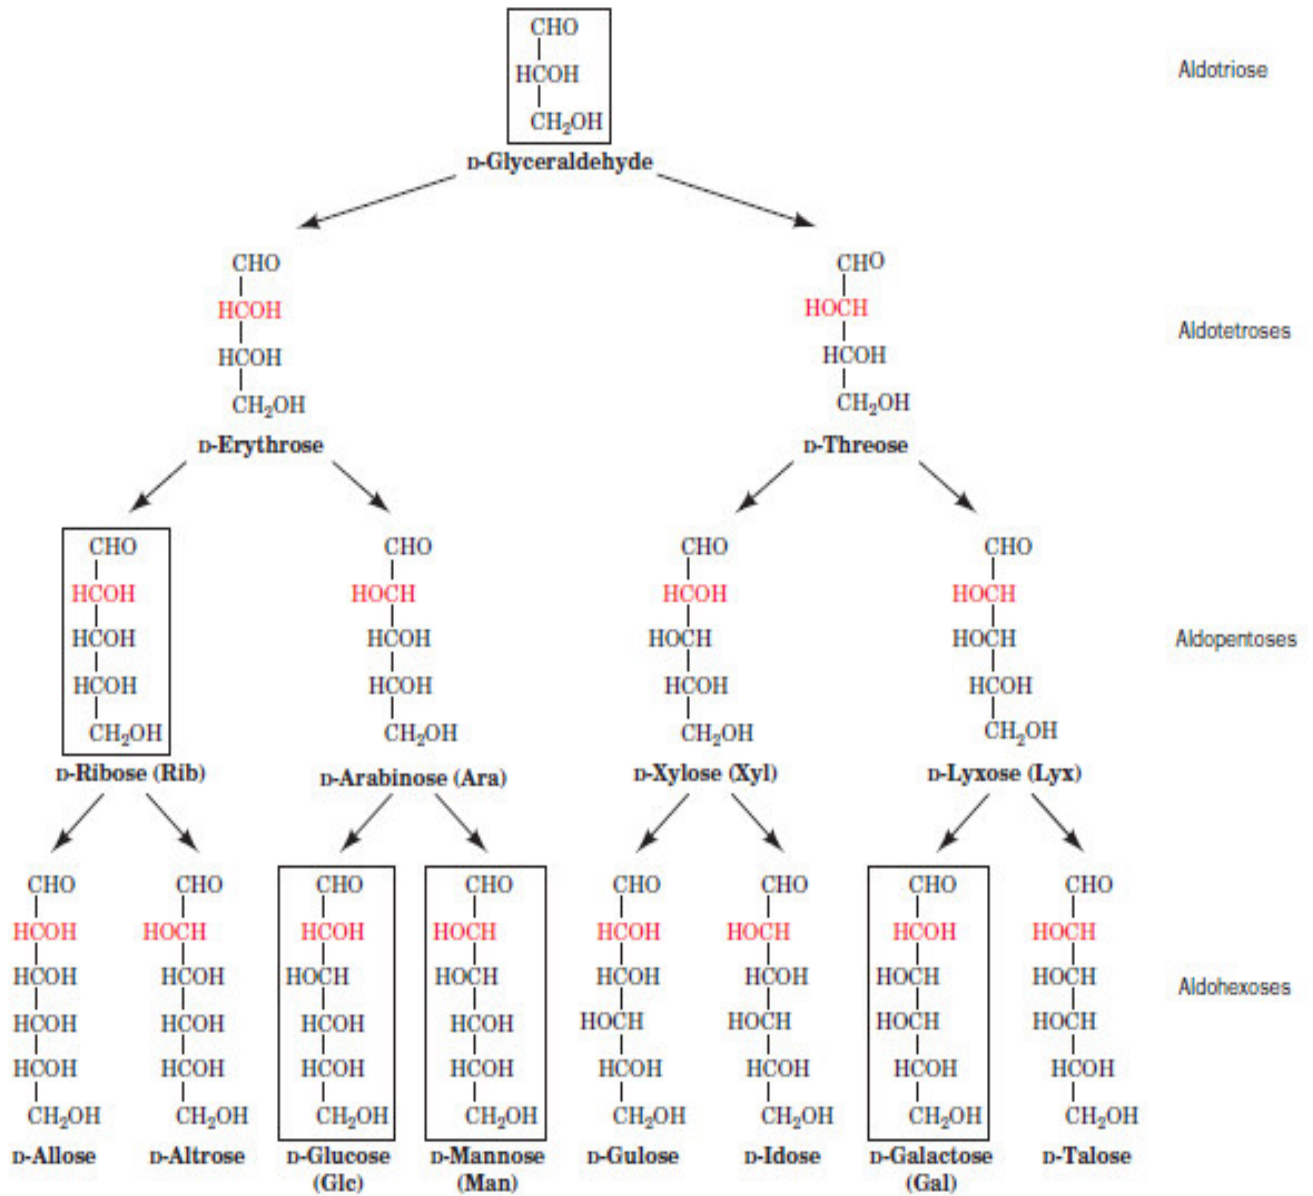 CHO
HCOH
CH₂OH
D-Glyceraldehyde
Aldotriose
CHO
HCOH
HCOH
CH₂OH
D-Erythrose
CHO
HOCH
HCOH
CH₂OH
D-Threose
Aldotetroses
CHO
HCOH
HCOH
HCOH
CH₂OH
D-Ribose (Rib)
CHO
HOCH
HCOH
HCOH
CH₂OH
D-Arabinose (Ara)
CHO
HCOH
HOCH
HCOH
CH₂OH
D-Xylose (Xyl)
CHO
HOCH
HOCH
HCOH
CH₂OH
D-Lyxose (Lyx)
Aldopentoses
CHO
HCOH
HCOH
HCOH
HCOH
CH₂OH
D-Allose
CHO
HOCH
HCOH
HCOH
HCOH
CH₂OH
D-Altrose
CHO
HCOH
HOCH
HCOH
HCOH
CH₂OH
D-Glucose
(Glc)
CHO
HOCH
HOCH
HCOH
HCOH
CH₂OH
D-Mannose
(Man)
CHO
HCOH
HCOH
HOCH
HCOH
CH₂OH
D-Gulose
CHO
HOCH
HCOH
HOCH
HCOH
CH₂OH
D-Idose
CHO
HCOH
HOCH
HOCH
HCOH
CH₂OH
D-Galactose
(Gal)
CHO
HOCH
HOCH
HOCH
HCOH
CH₂OH
D-Talose
Aldohexoses